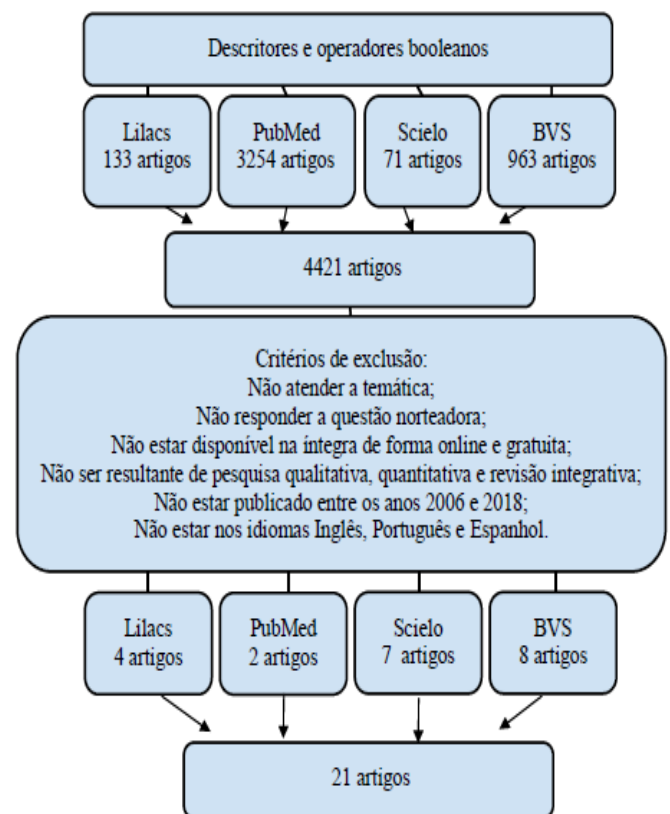 Descritores e operadores booleanos
Lilacs
133 artigos
PubMed
3254 artigos
Scielo
71 artigos
BVS
963 artigos
4421 artigos
Critérios de exclusão:
Não atender a temática;
Não responder a questão norteadora;
Não estar disponível na íntegra de forma online e gratuita;
Não ser resultante de pesquisa qualitativa, quantitativa e revisão integrativa;
Não estar publicado entre os anos 2006 e 2018;
Não estar nos idiomas Inglês, Português e Espanhol.
Lilacs
4 artigos
PubMed
2 artigos
Scielo
7 artigos
BVS
8 artigos
21 artigos